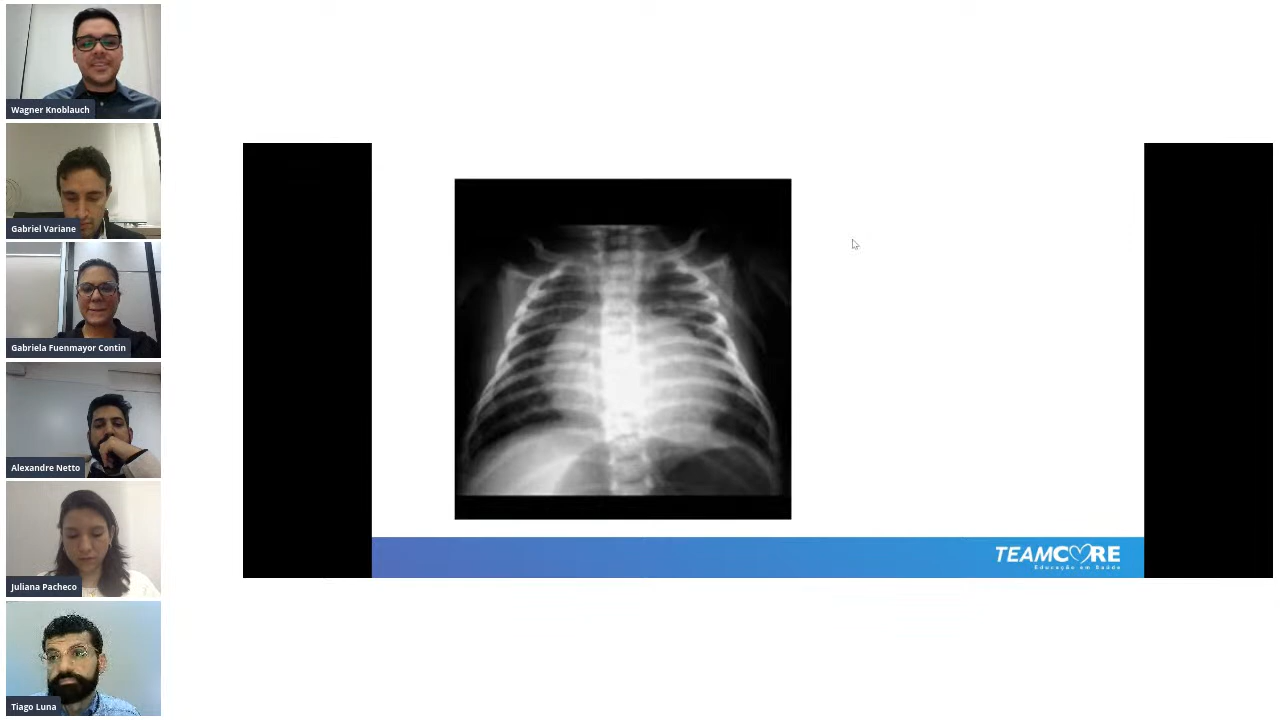 Wagner Knoblauch
Gabriel Variane
Gabriela Fuenmayor Contin
Alexandre Netto
Juliana Pacheco
Tiago Luna
TEAMCORE
Educação em Saúde